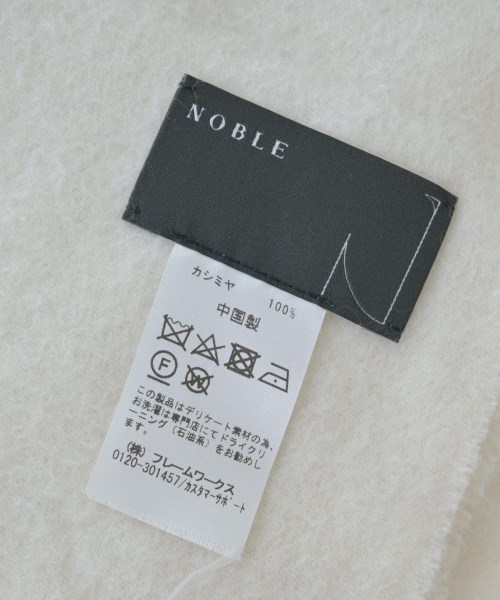 NOBLE
カシミヤ 100%
中国製
F
W
この製品はデリケート素材の為、
お洗濯は専門店にてドライクリ
ーニング（石油系）をお勧めし
ます。
(株) フレームワークス
0120-301457/カスタマーサポート